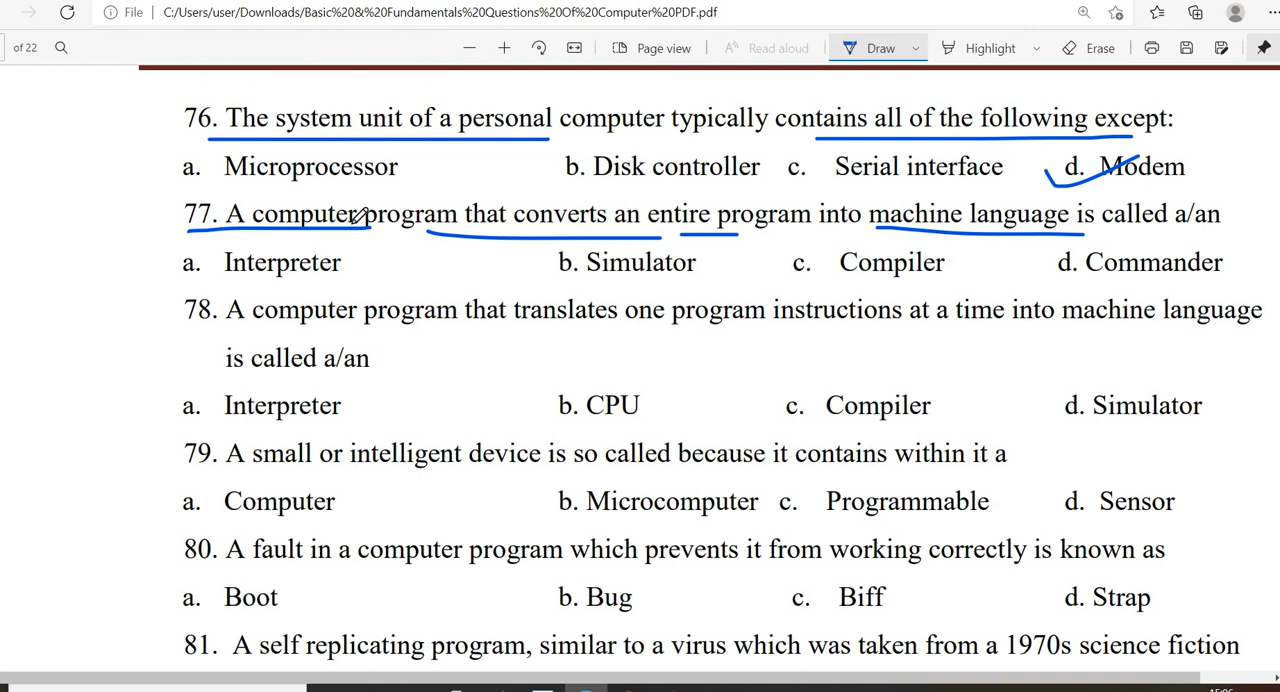 File C:/Users/user/Downloads/Basic%20&%20Fundamentals%20Questions%20Of%20Computer%20PDF.pdf
of 22 Page view Read aloud Draw Highlight Erase
76. The system unit of a personal computer typically contains all of the following except:
a. Microprocessor b. Disk controller c. Serial interface d. Modem
77. A computer program that converts an entire program into machine language is called a/an
a. Interpreter b. Simulator c. Compiler d. Commander
78. A computer program that translates one program instructions at a time into machine language
is called a/an
a. Interpreter b. CPU c. Compiler d. Simulator
79. A small or intelligent device is so called because it contains within it a
a. Computer b. Microcomputer c. Programmable d. Sensor
80. A fault in a computer program which prevents it from working correctly is known as
a. Boot b. Bug c. Biff d. Strap
81. A self replicating program, similar to a virus which was taken from a 1970s science fiction